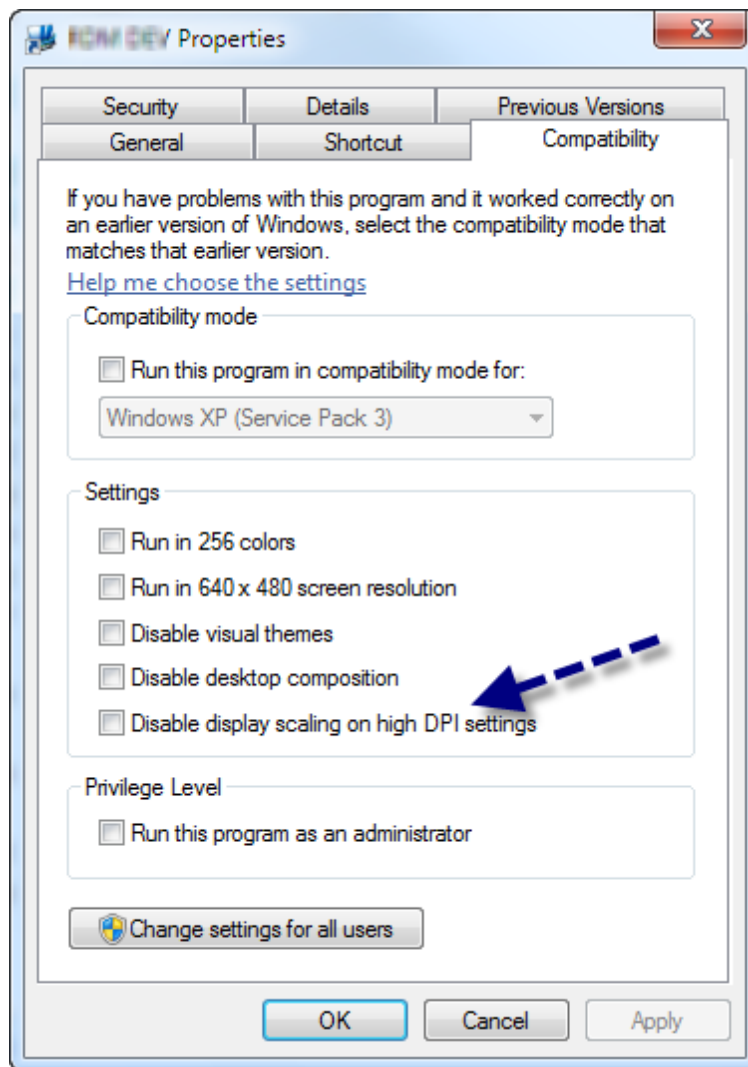 Properties
Security Details Previous Versions
General Shortcut Compatibility
If you have problems with this program and it worked correctly on
an earlier version of Windows, select the compatibility mode that
matches that earlier version.
Help me choose the settings
Compatibility mode
Run this program in compatibility mode for:
Windows XP (Service Pack 3)
Settings
Run in 256 colors
Run in 640 x 480 screen resolution
Disable visual themes
Disable desktop composition
Disable display scaling on high DPI settings
Privilege Level
Run this program as an administrator
Change settings for all users
OK Cancel Apply